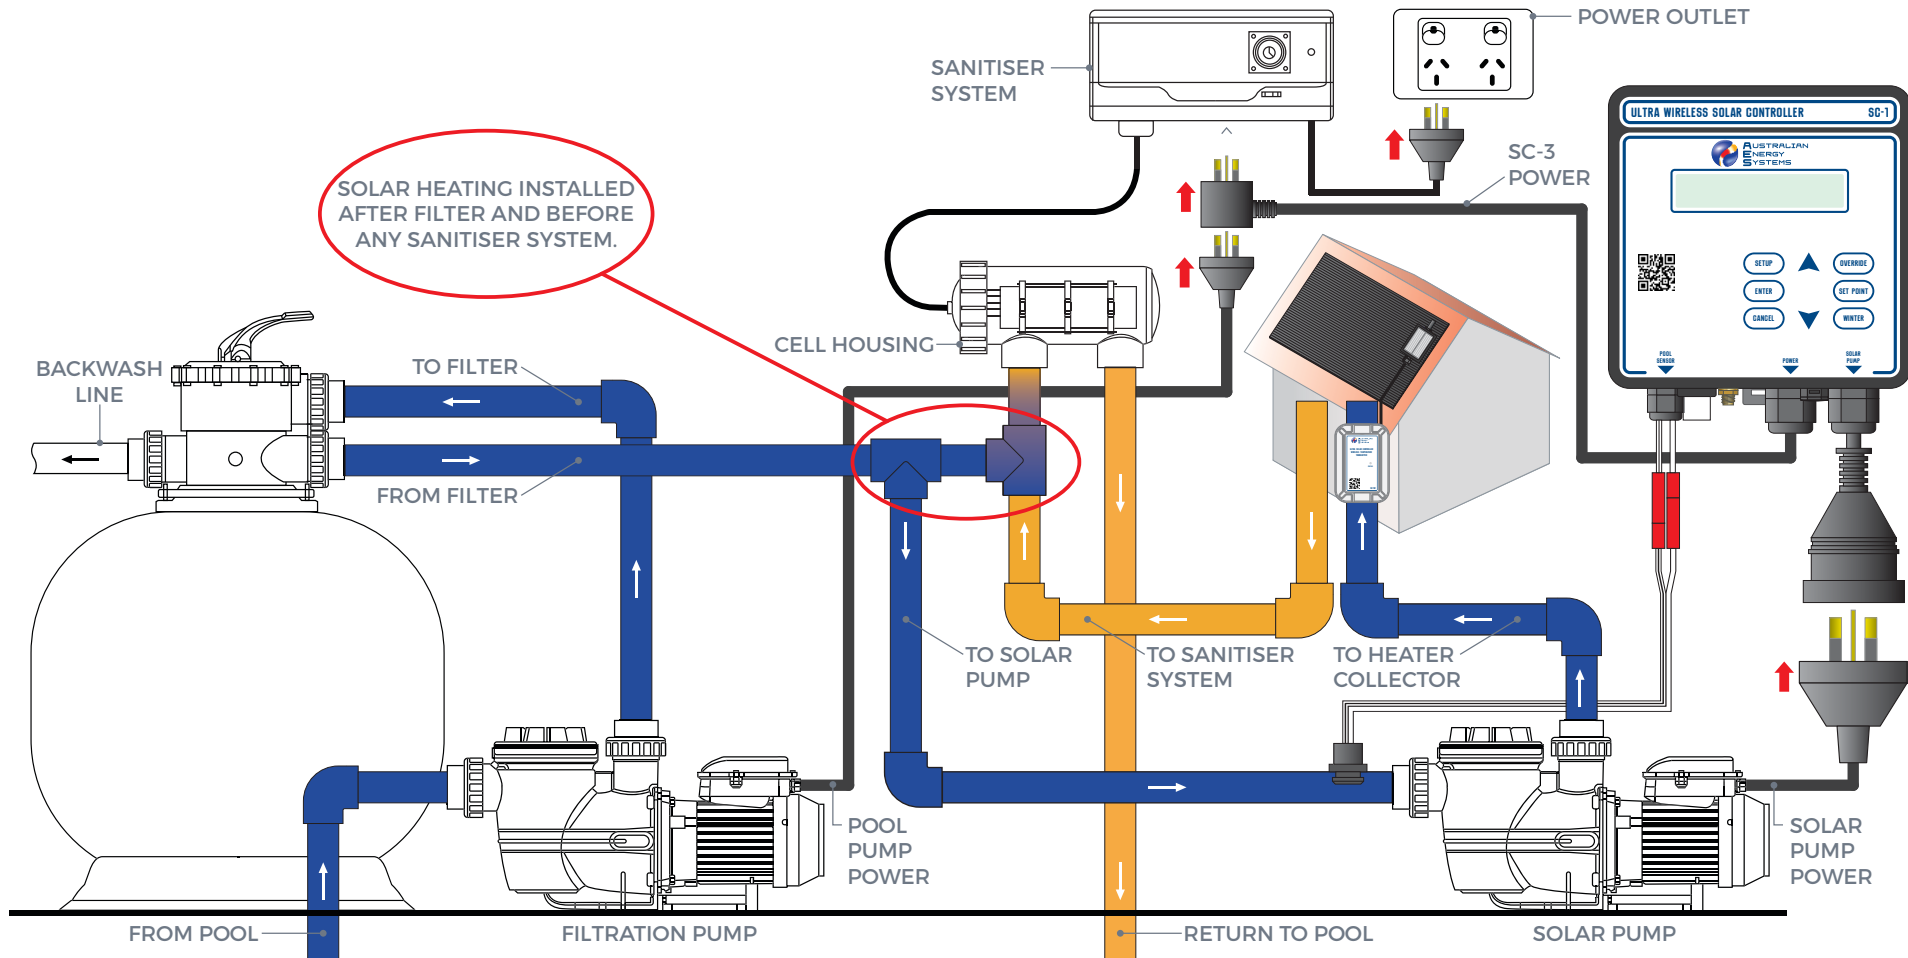 POWER OUTLET
SANITISER
SYSTEM
ULTRA WIRELESS SOLAR CONTROLLER SC-1
AUSTRALIAN
ENERGY
SYSTEMS
SC-3
POWER
SOLAR HEATING INSTALLED
AFTER FILTER AND BEFORE
ANY SANITISER SYSTEM.
SETUP
OVERRIDE
ENTER
SET POINT
CANCEL
WINTER
POOL
SENSOR
POWER
SOLAR
PUMP
CELL HOUSING
BACKWASH
LINE
TO FILTER
FROM FILTER
TO SOLAR
PUMP
TO SANITISER
SYSTEM
TO HEATER
COLLECTOR
POOL
PUMP
POWER
SOLAR
PUMP
POWER
FROM POOL
FILTRATION PUMP
RETURN TO POOL
SOLAR PUMP